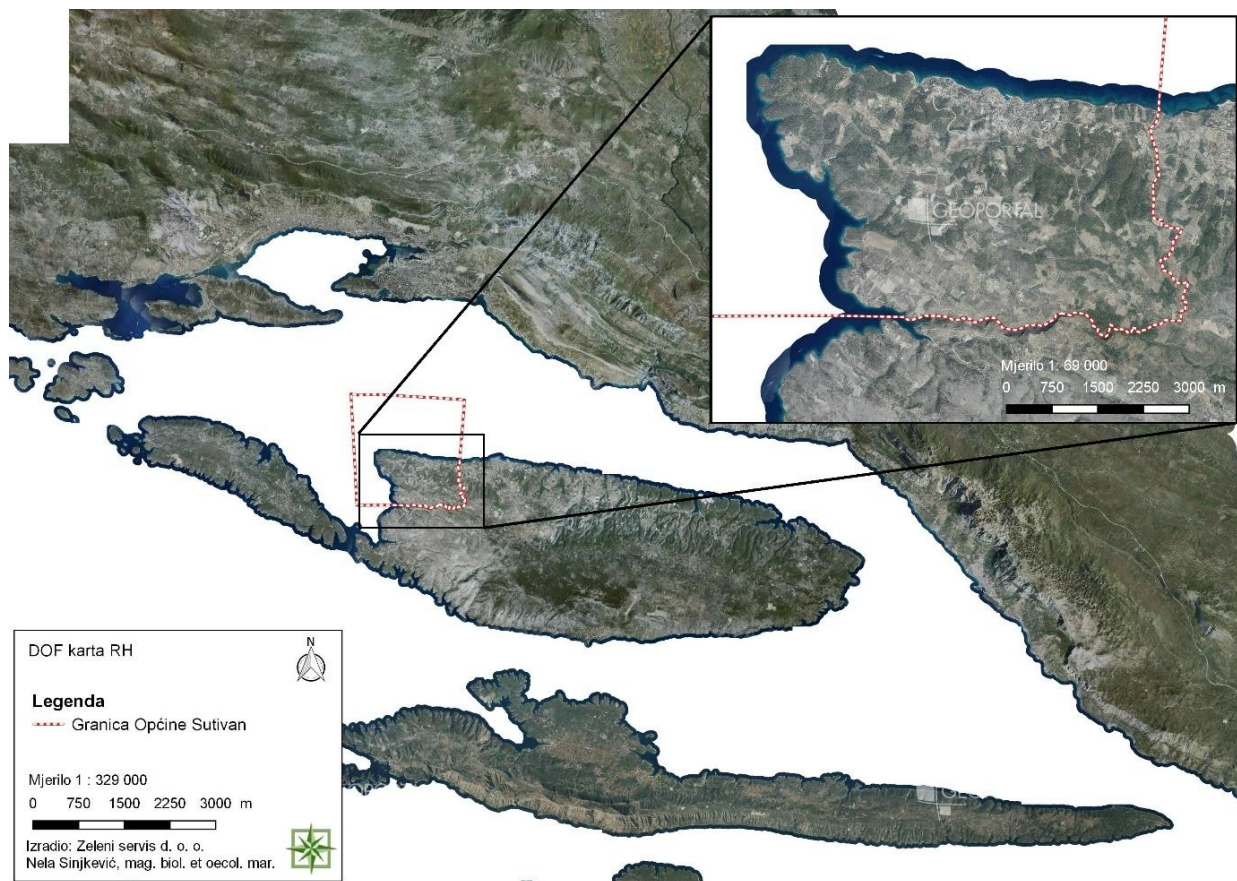 GEOPORTAL
Mjerilo 1: 69 000
0 750 1500 2250 3000 m
DOF karta RH
N
Legenda
Granica Općine Sutivan
Mjerilo 1 : 329 000
0 750 1500 2250 3000 m
Izradio: Zeleni servis d. o. o.
Nela Sinjkević, mag. biol. et oecol. mar.